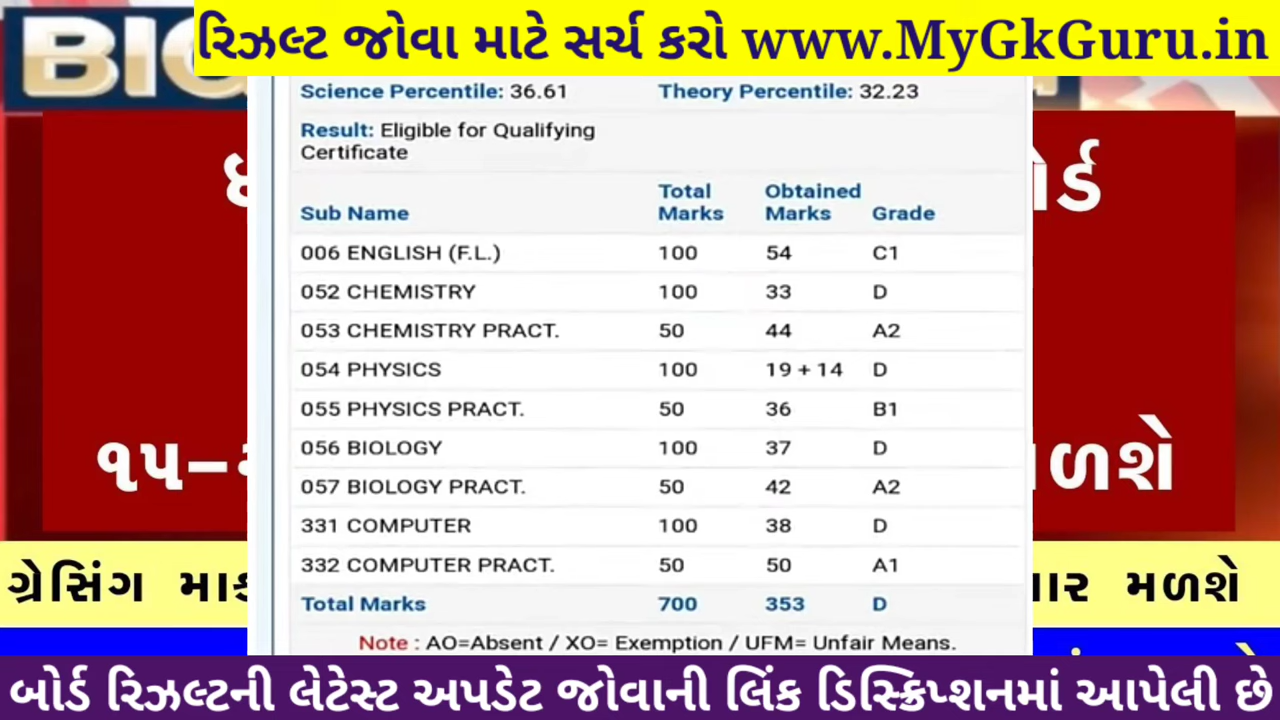 રિઝલ્ટ જોવા માટે સર્ચ કરો www.MyGkGuru.in
Science Percentile: 36.61 Theory Percentile: 32.23
Result: Eligible for Qualifying
Certificate
Sub Name Total Marks Obtained Marks Grade
006 ENGLISH (F.L.) 100 54 C1
052 CHEMISTRY 100 33 D
053 CHEMISTRY PRACT. 50 44 A2
054 PHYSICS 100 19 + 14 D
055 PHYSICS PRACT. 50 36 B1
056 BIOLOGY 100 37 D
057 BIOLOGY PRACT. 50 42 A2
331 COMPUTER 100 38 D
332 COMPUTER PRACT. 50 50 A1
Total Marks 700 353 D
Note : AO=Absent / XO= Exemption / UFM= Unfair Means.
ગ્રેસિંગ મળશે
બોર્ડ રિઝલ્ટની લેટેસ્ટ અપડેટ જોવાની લિંક ડિસ્ક્રિપ્શનમાં આપેલી છે